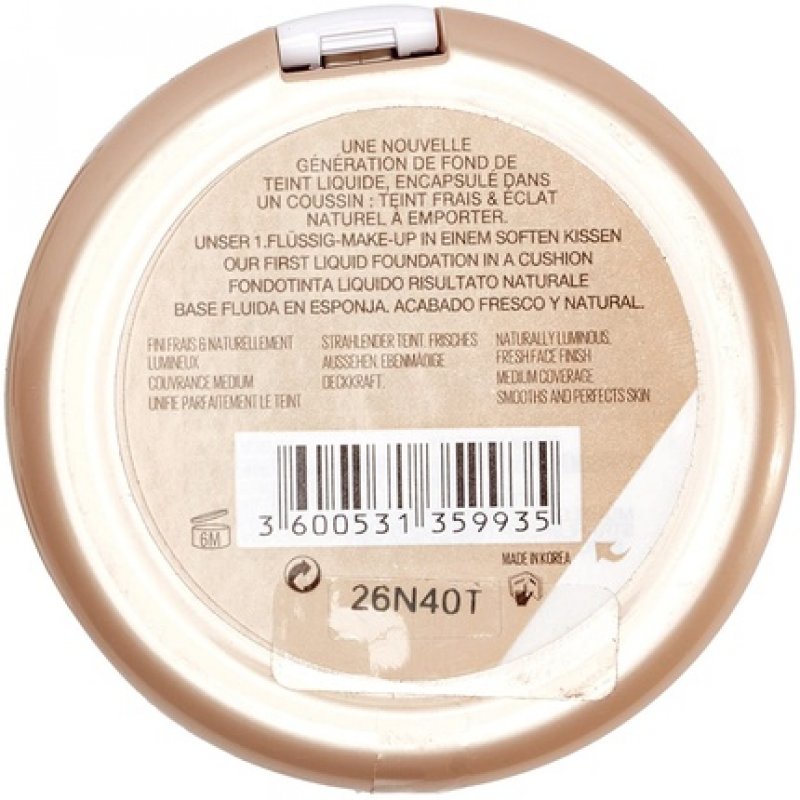 UNE NOUVELLE
GÉNÉRATION DE FOND DE
TEINT LIQUIDE, ENCAPSULÉ DANS
UN COUSSIN : TEINT FRAIS & ÉCLAT
NATUREL À EMPORTER.
UNSER 1.FLÜSSIG-MAKE-UP IN EINEM SOFTEN KISSEN
OUR FIRST LIQUID FOUNDATION IN A CUSHION
FONDOTINTA LIQUIDO RISULTATO NATURALE
BASE FLUIDA EN ESPONJA. ACABADO FRESCO Y NATURAL.
FINI FRAIS & NATURELLEMENT
LUMINEUX
COUVRANCE MEDIUM
UNIFIE PARFAITEMENT LE TEINT
STRAHLENDER TEINT. FRISCHES
AUSSEHEN. EBENMÄßIGE
DECKKRAFT.
NATURALLY LUMINOUS,
FRESH FACE FINISH
MEDIUM COVERAGE
SMOOTHS AND PERFECTS SKIN
3 600531 359935
6M
MADE IN KOREA
26N40T